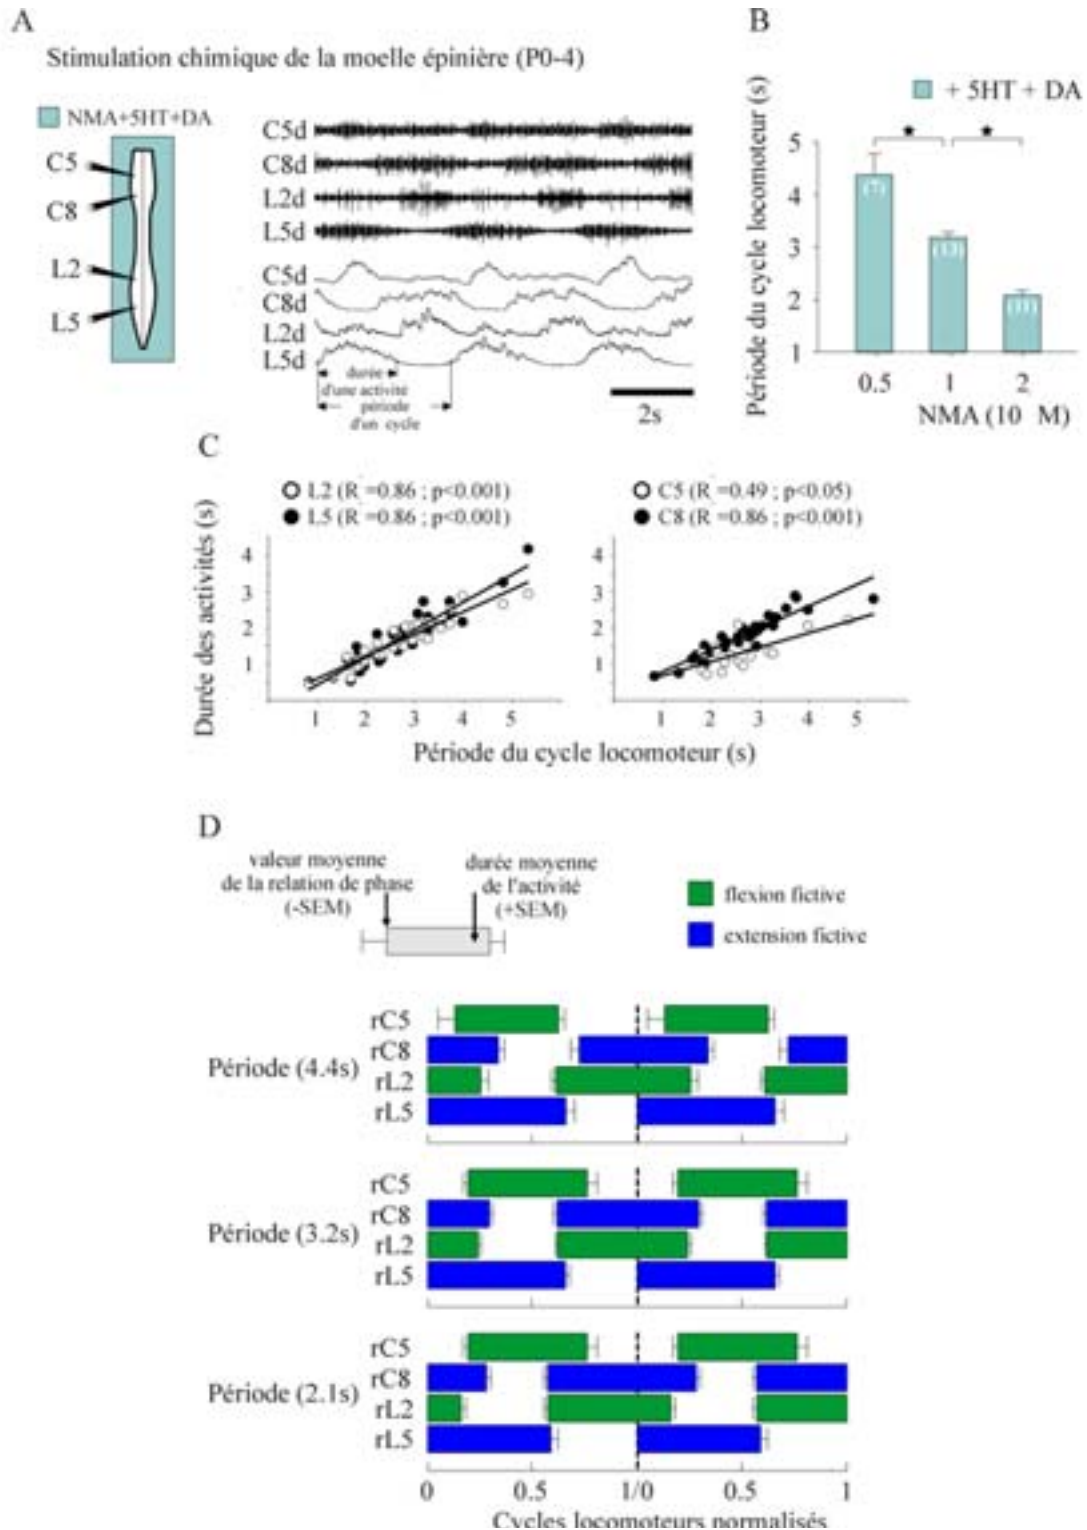 A
Stimulation chimique de la moelle épinière (P0-4)
NMA+5HT+DA
C5
C8
L2
L5
C5d
C8d
L2d
L5d
C5d
C8d
L2d
L5d
durée
d'une activité
période
d'un cycle
2s
B
+ 5HT + DA
Période du cycle locomoteur (s)
5
4
3
2
1
(7)
(13)
(11)
0.5 1 2
NMA (10 M)
C
L2 (R =0.86 ; p<0.001)
L5 (R =0.86 ; p<0.001)
C5 (R =0.49 ; p<0.05)
C8 (R =0.86 ; p<0.001)
Durée des activités (s)
4
3
2
1
1 2 3 4 5
4
3
2
1
1 2 3 4 5
Période du cycle locomoteur (s)
D
valeur moyenne
de la relation de phase
(-SEM)
durée moyenne
de l'activité
(+SEM)
flexion fictive
extension fictive
Période (4.4s)
rC5
rC8
rL2
rL5
Période (3.2s)
rC5
rC8
rL2
rL5
Période (2.1s)
rC5
rC8
rL2
rL5
0 0.5 1/0 0.5 1
Cycles locomoteurs normalisés